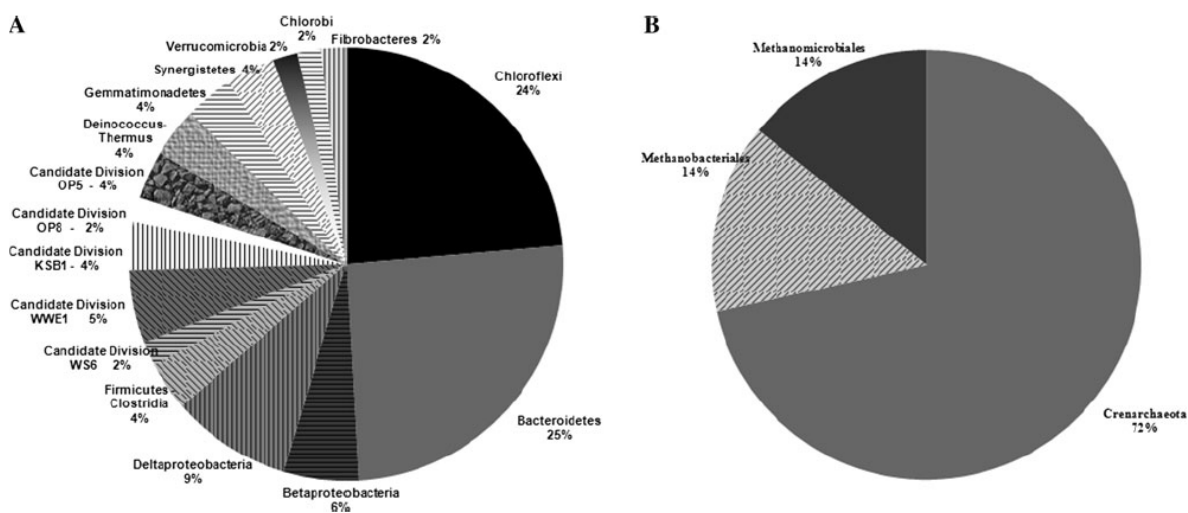 A
Chlorobi
2%
Fibrobacteres 2%
Verrucomicrobia 2%
Synergistetes 4%
Gemmatimonadetes
4%
Deinococcus-
Thermus
4%
Candidate Division
OP5 - 4%
Candidate Division
OP8 - 2%
Candidate Division
KSB1 - 4%
Candidate Division
WWE1 5%
Candidate Division
WS6 2%
Firmicutes -
Clostridia
4%
Deltaproteobacteria
9%
Betaproteobacteria
6%
Bacteroidetes
25%
Chloroflexi
24%
B
Methanomicrobiales
14%
Methanobacteriales
14%
Crenarchaeota
72%